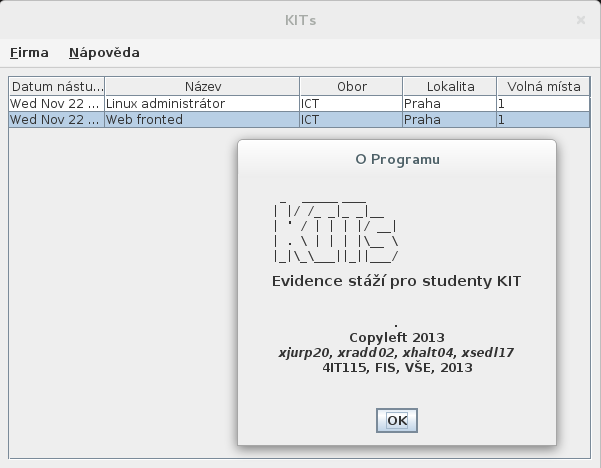 KITs
Firma Nápověda
Datum nástu... Název Obor Lokalita Volná místa
Wed Nov 22 ... Linux administrátor ICT Praha 1
Wed Nov 22 ... Web fronted ICT Praha 1
O Programu
KITs
Evidence stáží pro studenty KIT
.
Copyleft 2013
xjurp20, xradd02, xhalt04, xsedl17
4IT115, FIS, VŠE, 2013
OK